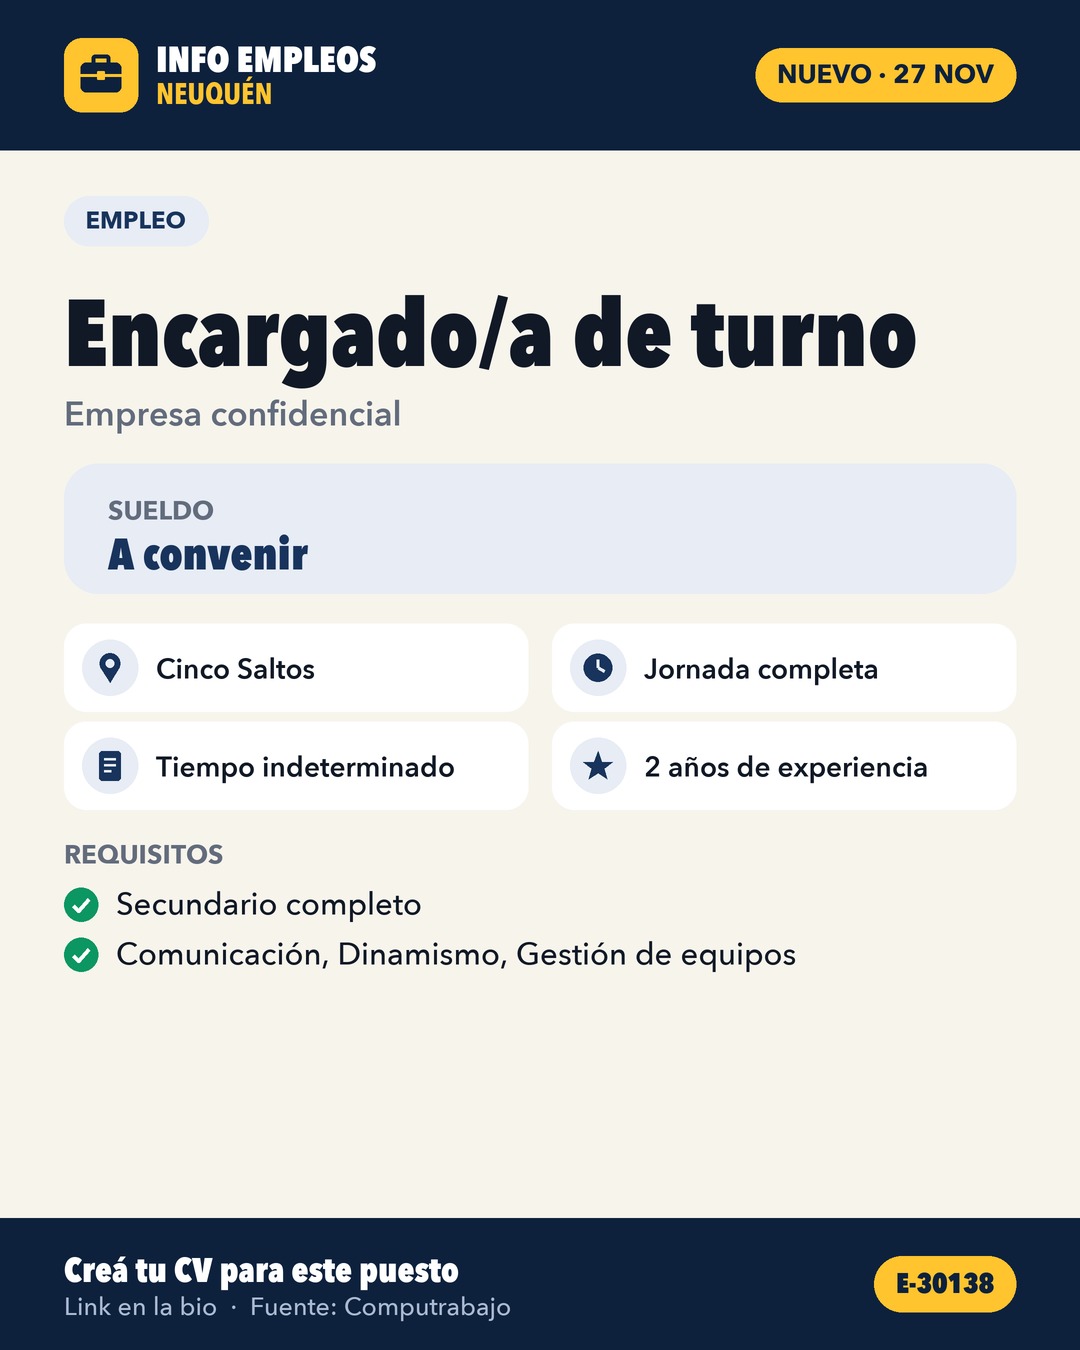 INFO EMPLEOS
NEUQUÉN
NUEVO · 27 NOV
EMPLEO
Encargado/a de turno
Empresa confidencial
SUELDO
A convenir
Cinco Saltos
Jornada completa
Tiempo indeterminado
2 años de experiencia
REQUISITOS
Secundario completo
Comunicación, Dinamismo, Gestión de equipos
Creá tu CV para este puesto
Link en la bio · Fuente: Computrabajo
E-30138